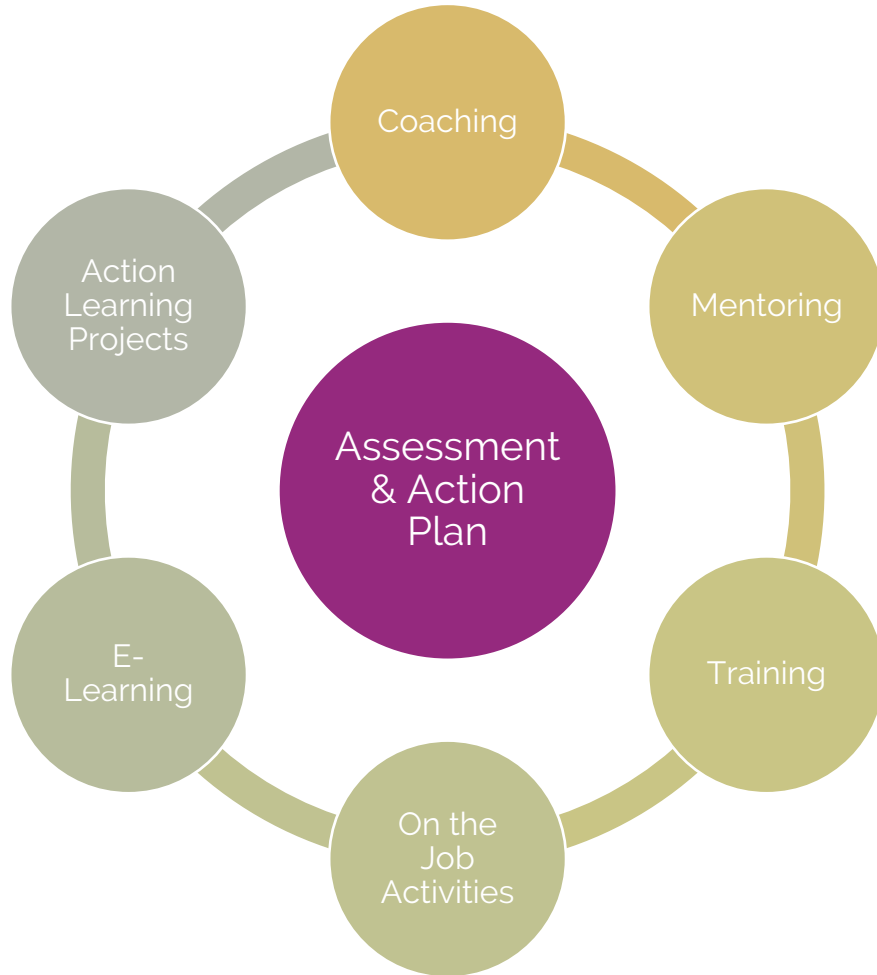 Coaching
Mentoring
Training
On the
Job
Activities
E-
Learning
Action
Learning
Projects
Assessment
& Action
Plan